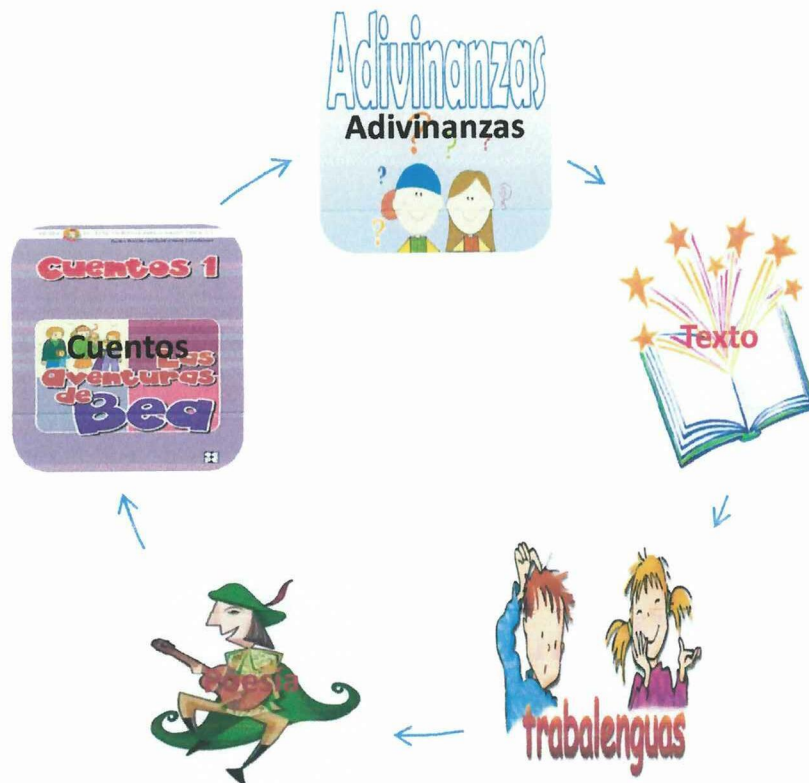 Adivinanzas
Adivinanzas
Texto
trabalenguas
Poesía
Cuentos 1
Cuentos
Las
aventuras
de
Bea